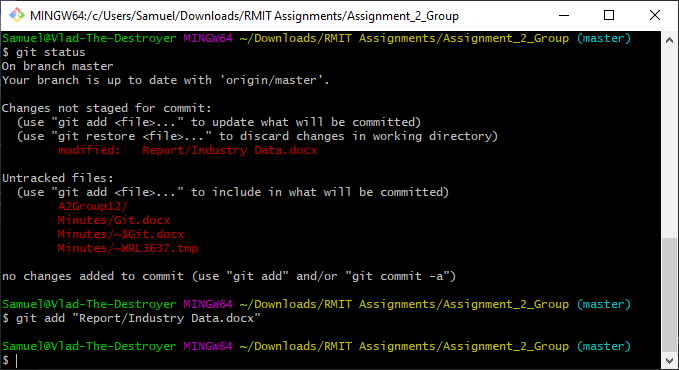 MINGW64:/c/Users/Samuel/Downloads/RMIT Assignments/Assignment_2_Group
Samuel@Vlad-The-Destroyer MINGW64 ~/Downloads/RMIT Assignments/Assignment_2_Group (master)
$ git status
On branch master
Your branch is up to date with 'origin/master'.
Changes not staged for commit:
  (use "git add <file>..." to update what will be committed)
  (use "git restore <file>..." to discard changes in working directory)
        modified:   Report/Industry Data.docx
Untracked files:
  (use "git add <file>..." to include in what will be committed)
        A2Group12/
        Minutes/Git.docx
        Minutes/~$Git.docx
        Minutes/~WRL3637.tmp
no changes added to commit (use "git add" and/or "git commit -a")
Samuel@Vlad-The-Destroyer MINGW64 ~/Downloads/RMIT Assignments/Assignment_2_Group (master)
$ git add "Report/Industry Data.docx"
Samuel@Vlad-The-Destroyer MINGW64 ~/Downloads/RMIT Assignments/Assignment_2_Group (master)
$